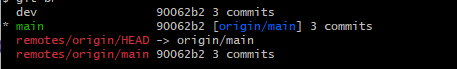 dev 90062b2 3 commits
* main 90062b2 [origin/main] 3 commits
remotes/origin/HEAD -> origin/main
remotes/origin/main 90062b2 3 commits